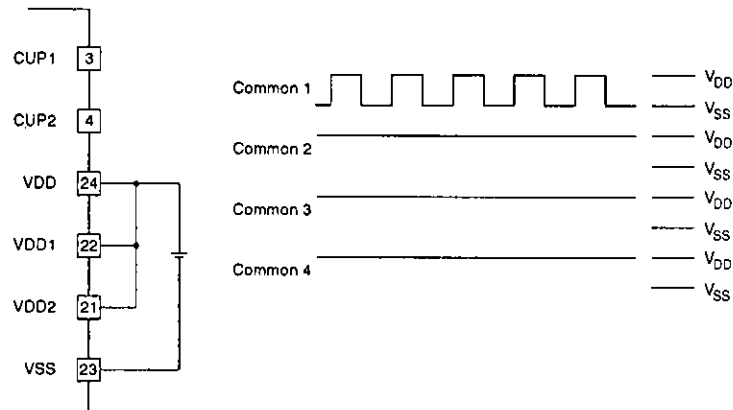 CUP1 3
CUP2 4
VDD 24
VDD1 22
VDD2 21
VSS 23
Common 1 VDD
VSS
Common 2 VDD
VSS
Common 3 VDD
VSS
Common 4 VDD
VSS